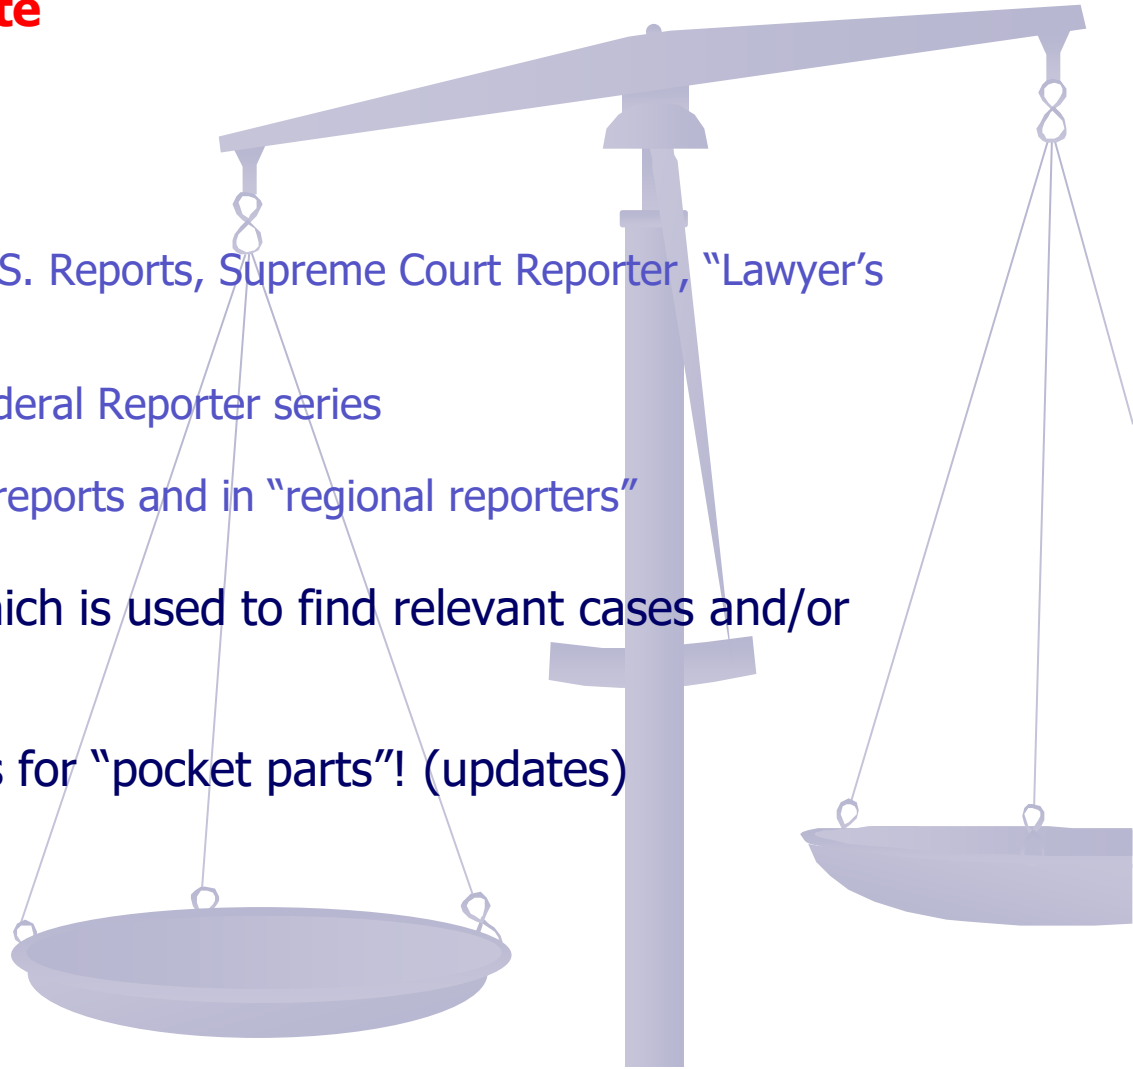 te
S. Reports, Supreme Court Reporter, “Lawyer’s
deral Reporter series
reports and in “regional reporters”
ich is used to find relevant cases and/or
s for “pocket parts”! (updates)